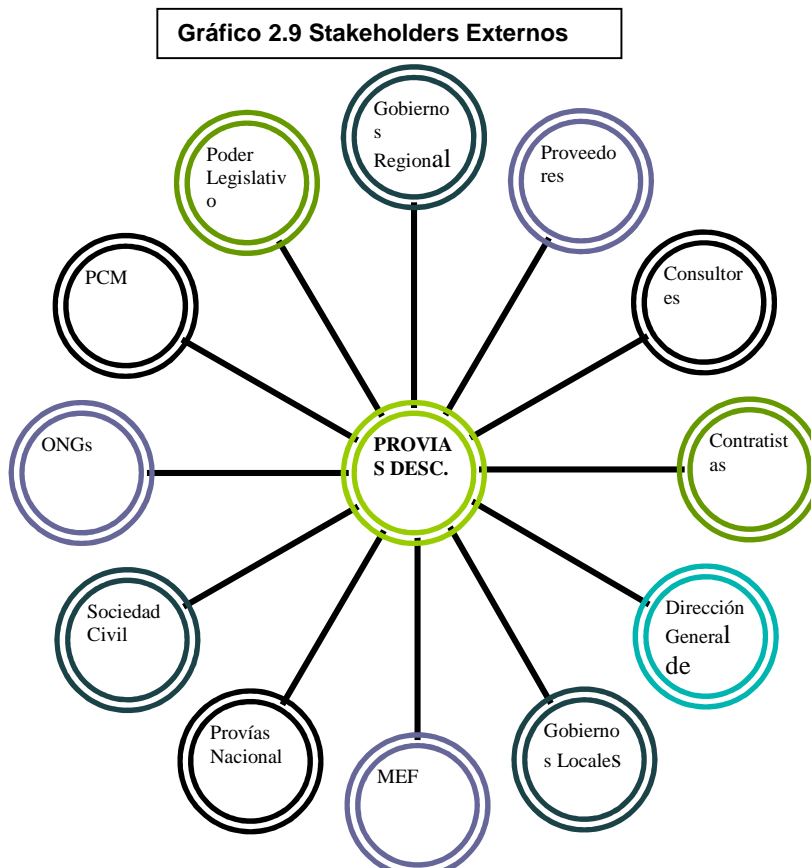 Gráfico 2.9 Stakeholders Externos
Gobierno
s
Regional
Proveedo
res
Consultor
es
Contratist
as
Dirección
General
de
Gobierno
s Locales
MEF
Provías
Nacional
Sociedad
Civil
ONGs
PCM
Poder
Legislativ
o
PROVIA
S DESC.